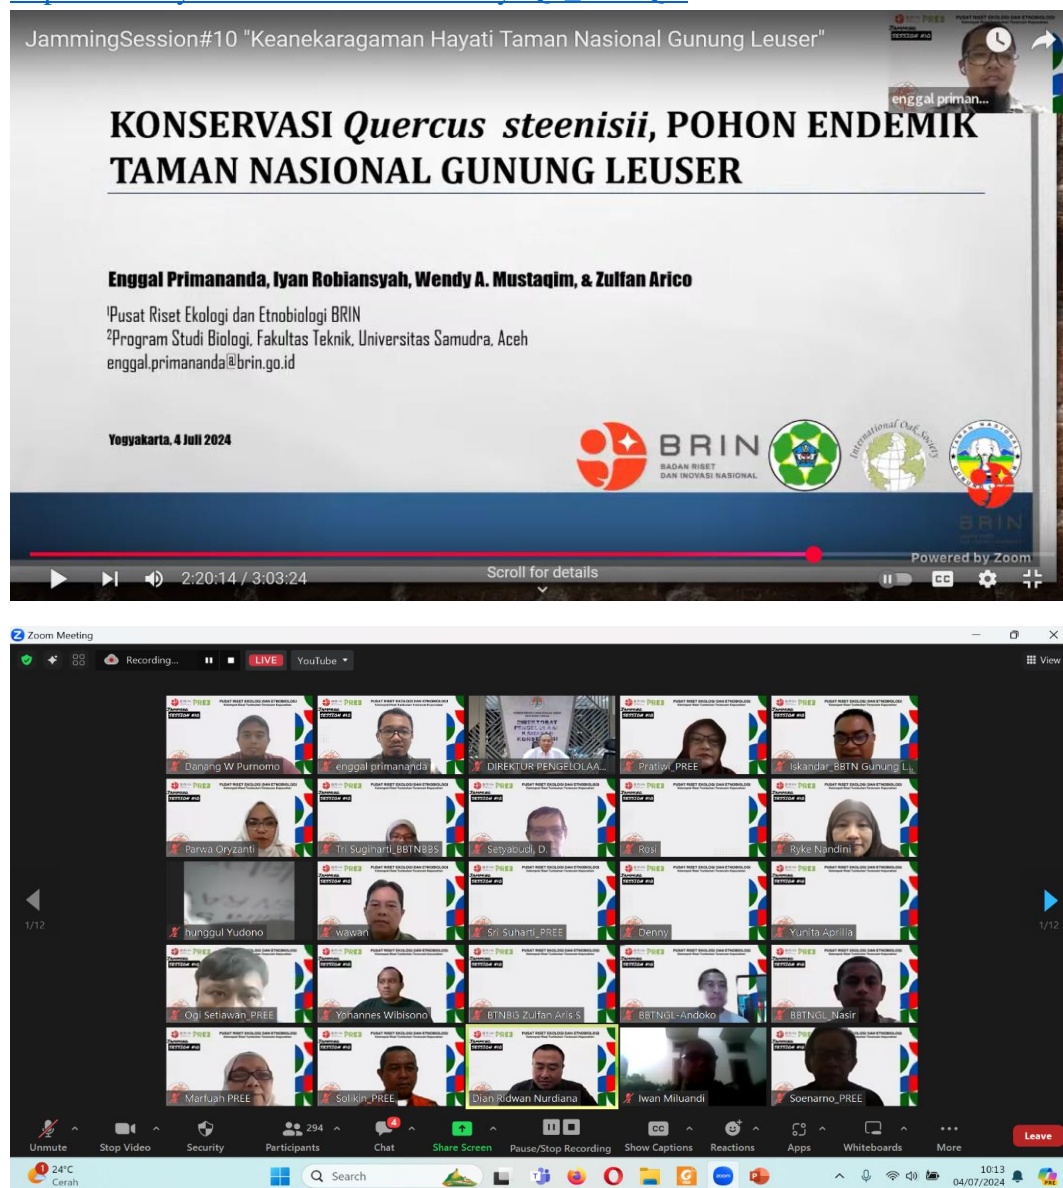 JammingSession#10 "Keanekaragaman Hayati Taman Nasional Gunung Leuser"
enggal priman...
KONSERVASI Quercus steenisii, POHON ENDEMIK
TAMAN NASIONAL GUNUNG LEUSER
Enggal Primananda, Iyan Robiansyah, Wendy A. Mustaqim, & Zulfan Arico
¹Pusat Riset Ekologi dan Etnobiologi BRIN
²Program Studi Biologi, Fakultas Teknik, Universitas Samudra, Aceh
enggal.primananda@brin.go.id
Yogyakarta, 4 Juli 2024
BRIN
BADAN RISET
DAN INOVASI NASIONAL
International Oak Society
BRIN
Powered by Zoom
2:20:14 / 3:03:24
Scroll for details
CC
Zoom Meeting
Recording...
LIVE
YouTube
View
Danang W Purnomo
enggal primananda
DIREKTUR PENGELOLAA...
Pratiwi_PREE
Iskandar_BBTN Gunung L...
Parwa Oryzanti
Tri Sugiharti_BBTNBBS
Setyabudi, D.
Rosi
Ryke Nandini
hunggul Yudono
wawan
Sri Suharti_PREE
Denny
Yunita Aprilia
1/12
1/12
Ogi Setiawan_PREE
Yohannes Wibisono
BTNBG Zulfan Aris S
BBTNGL-Andoko
BBTNGL_Nasir
Marfuah PREE
Solikin_PREE
Dian Ridwan Nurdiana
Iwan Miluandi
Soenarno_PREE
294
4
CC
Unmute
Stop Video
Security
Participants
Chat
Share Screen
Pause/Stop Recording
Show Captions
Reactions
Apps
Whiteboards
More
Leave
1
24°C
Cerah
Search
10:13
04/07/2024